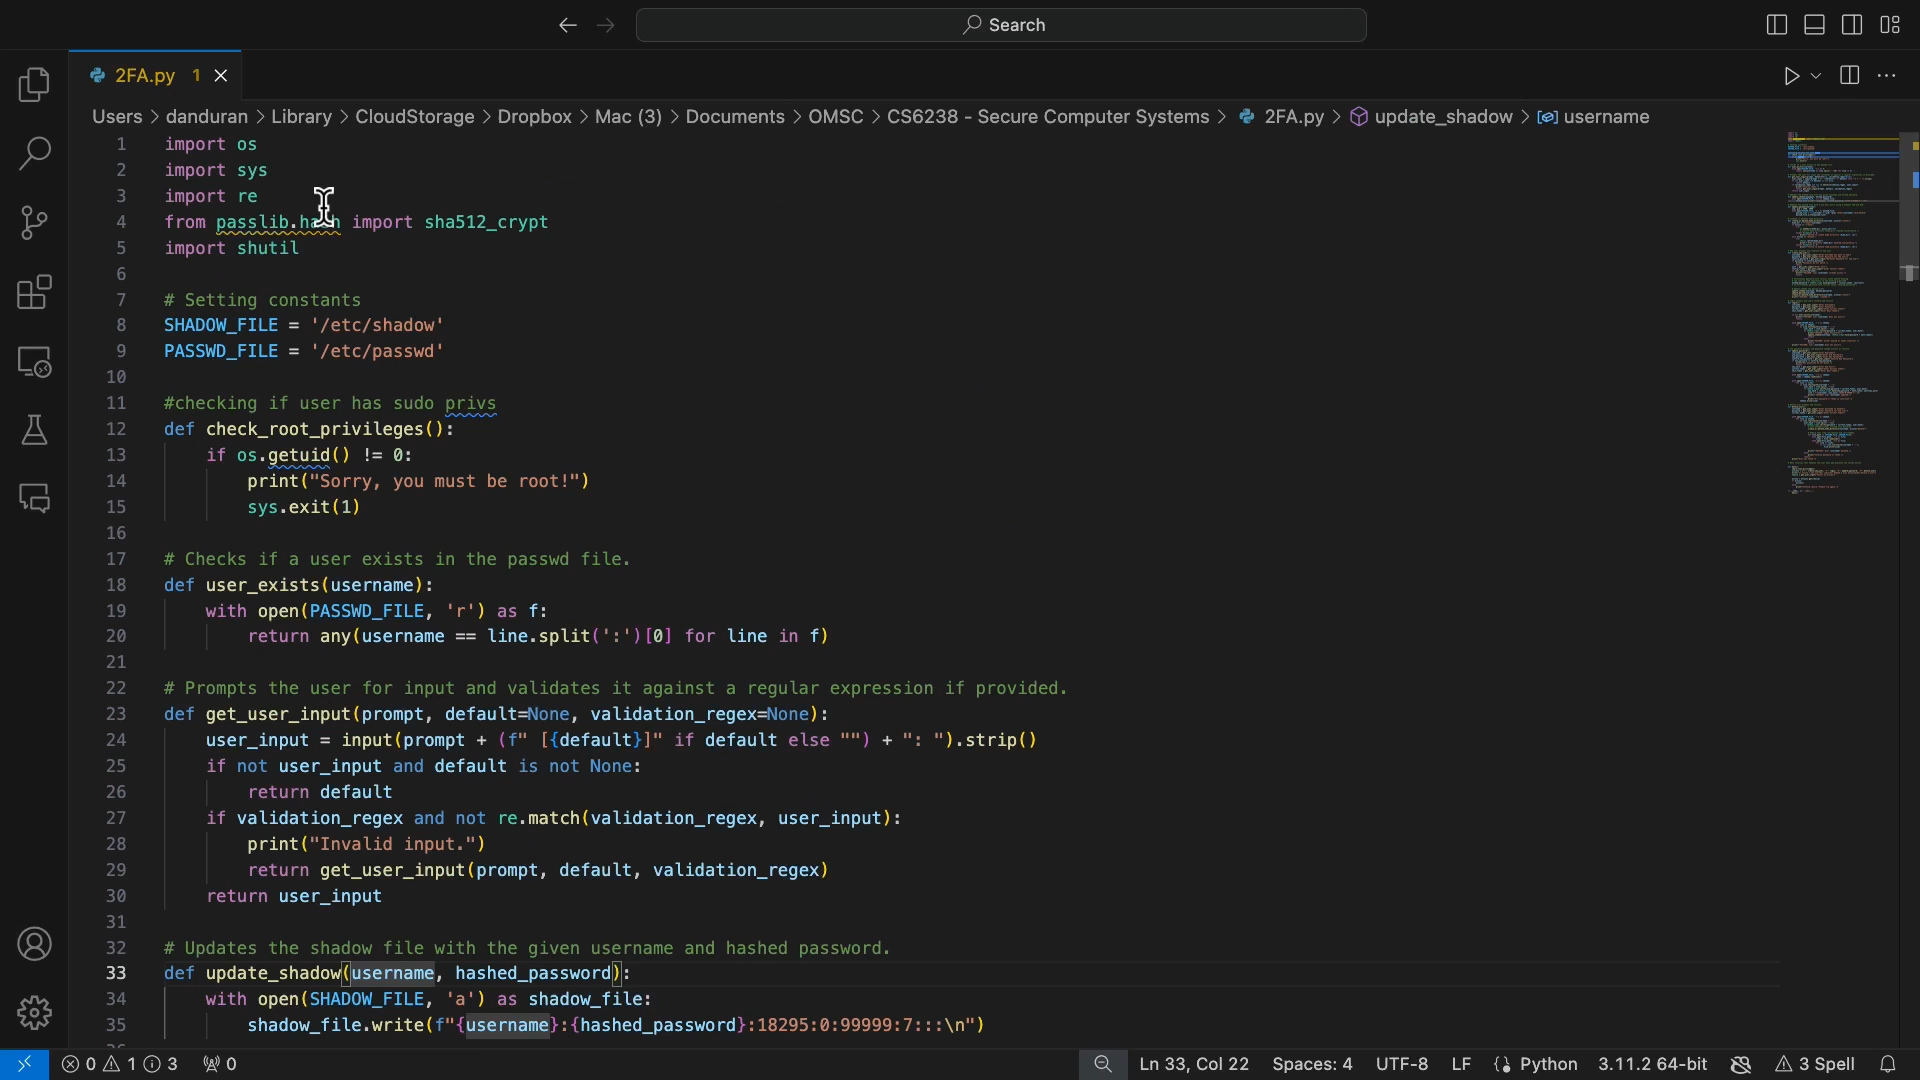 Search
2FA.py 1
Users > danduran > Library > CloudStorage > Dropbox > Mac (3) > Documents > OMSC > CS6238 - Secure Computer Systems > 2FA.py > update_shadow > username
1 import os
2 import sys
3 import re
4 from passlib.hash import sha512_crypt
5 import shutil
6
7 # Setting constants
8 SHADOW_FILE = '/etc/shadow'
9 PASSWD_FILE = '/etc/passwd'
10
11 #checking if user has sudo privs
12 def check_root_privileges():
13 if os.getuid() != 0:
14 print("Sorry, you must be root!")
15 sys.exit(1)
16
17 # Checks if a user exists in the passwd file.
18 def user_exists(username):
19 with open(PASSWD_FILE, 'r') as f:
20 return any(username == line.split(':')[0] for line in f)
21
22 # Prompts the user for input and validates it against a regular expression if provided.
23 def get_user_input(prompt, default=None, validation_regex=None):
24 user_input = input(prompt + (f" [{default}]" if default else "") + ": ").strip()
25 if not user_input and default is not None:
26 return default
27 if validation_regex and not re.match(validation_regex, user_input):
28 print("Invalid input.")
29 return get_user_input(prompt, default, validation_regex)
30 return user_input
31
32 # Updates the shadow file with the given username and hashed password.
33 def update_shadow(username, hashed_password):
34 with open(SHADOW_FILE, 'a') as shadow_file:
35 shadow_file.write(f"{username}:{hashed_password}:18295:0:99999:7:::\n")
0 1 3 0 Ln 33, Col 22 Spaces: 4 UTF-8 LF Python 3.11.2 64-bit 3 Spell